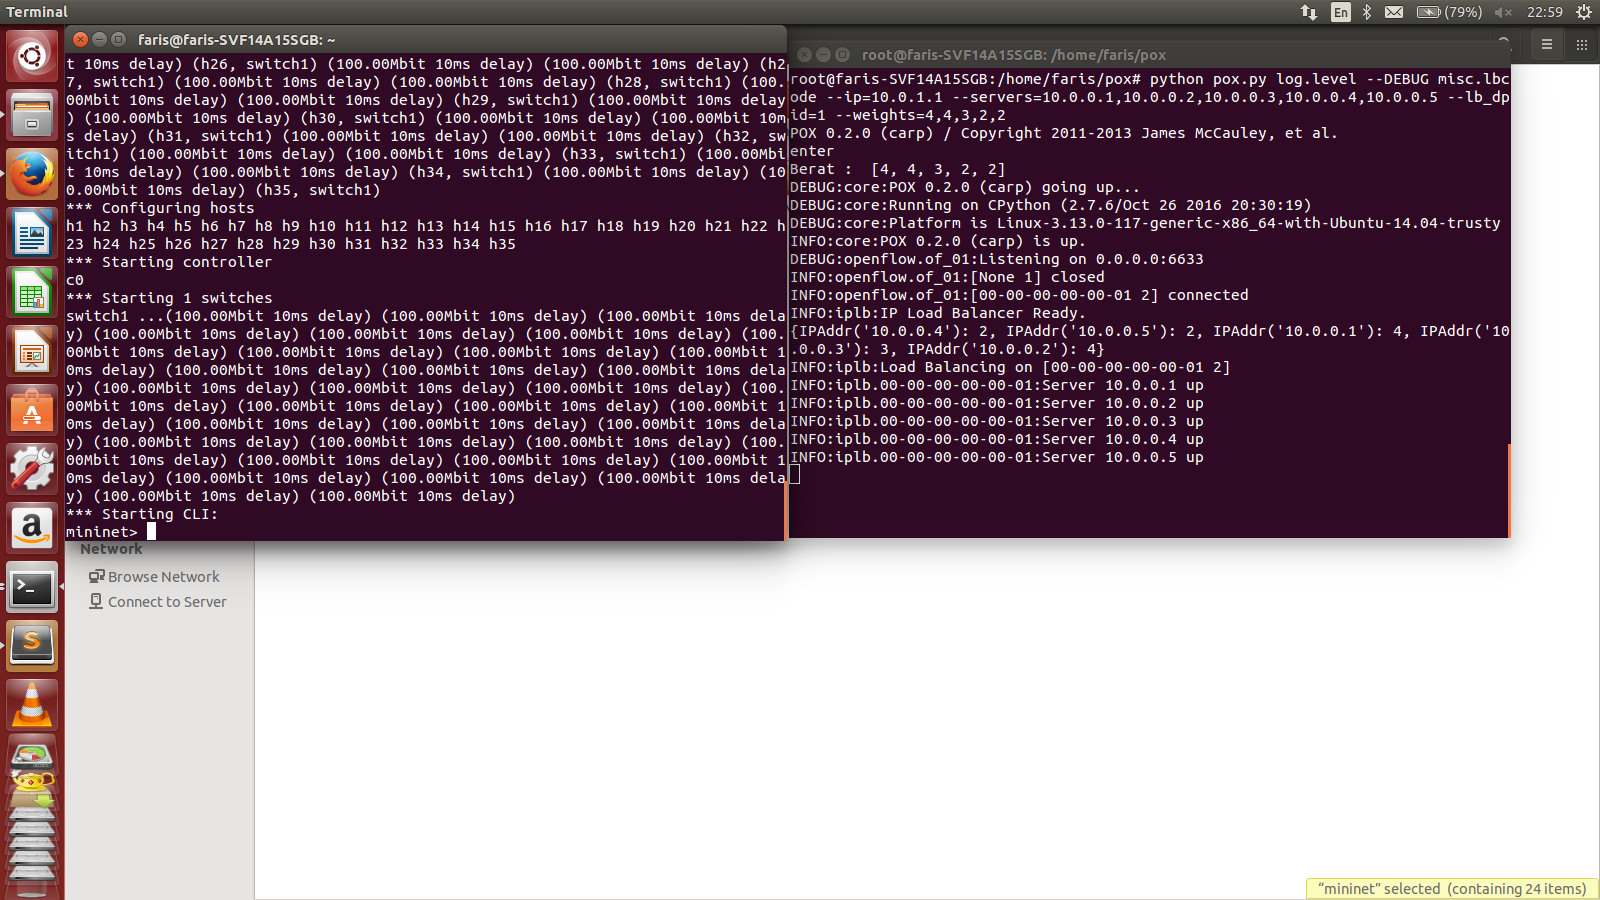 Terminal
En
(79%)
22:59
faris@faris-SVF14A15SGB: ~
t 10ms delay) (h26, switch1) (100.00Mbit 10ms delay) (100.00Mbit 10ms delay) (h2
7, switch1) (100.00Mbit 10ms delay) (100.00Mbit 10ms delay) (h28, switch1) (100.
00Mbit 10ms delay) (100.00Mbit 10ms delay) (h29, switch1) (100.00Mbit 10ms delay
) (100.00Mbit 10ms delay) (h30, switch1) (100.00Mbit 10ms delay) (100.00Mbit 10m
s delay) (h31, switch1) (100.00Mbit 10ms delay) (100.00Mbit 10ms delay) (h32, sw
itch1) (100.00Mbit 10ms delay) (100.00Mbit 10ms delay) (h33, switch1) (100.00Mbi
t 10ms delay) (100.00Mbit 10ms delay) (h34, switch1) (100.00Mbit 10ms delay) (10
0.00Mbit 10ms delay) (h35, switch1)
*** Configuring hosts
h1 h2 h3 h4 h5 h6 h7 h8 h9 h10 h11 h12 h13 h14 h15 h16 h17 h18 h19 h20 h21 h22 h
23 h24 h25 h26 h27 h28 h29 h30 h31 h32 h33 h34 h35
*** Starting controller
c0
*** Starting 1 switches
switch1 ...(100.00Mbit 10ms delay) (100.00Mbit 10ms delay) (100.00Mbit 10ms dela
y) (100.00Mbit 10ms delay) (100.00Mbit 10ms delay) (100.00Mbit 10ms delay) (100.
00Mbit 10ms delay) (100.00Mbit 10ms delay) (100.00Mbit 10ms delay) (100.00Mbit 1
0ms delay) (100.00Mbit 10ms delay) (100.00Mbit 10ms delay) (100.00Mbit 10ms dela
y) (100.00Mbit 10ms delay) (100.00Mbit 10ms delay) (100.00Mbit 10ms delay) (100.
00Mbit 10ms delay) (100.00Mbit 10ms delay) (100.00Mbit 10ms delay) (100.00Mbit 1
0ms delay) (100.00Mbit 10ms delay) (100.00Mbit 10ms delay) (100.00Mbit 10ms dela
y) (100.00Mbit 10ms delay) (100.00Mbit 10ms delay) (100.00Mbit 10ms delay) (100.
00Mbit 10ms delay) (100.00Mbit 10ms delay) (100.00Mbit 10ms delay) (100.00Mbit 1
0ms delay) (100.00Mbit 10ms delay) (100.00Mbit 10ms delay) (100.00Mbit 10ms dela
y) (100.00Mbit 10ms delay) (100.00Mbit 10ms delay)
*** Starting CLI:
mininet>
root@faris-SVF14A15SGB: /home/faris/pox
root@faris-SVF14A15SGB:/home/faris/pox# python pox.py log.level --DEBUG misc.lbc
ode --ip=10.0.1.1 --servers=10.0.0.1,10.0.0.2,10.0.0.3,10.0.0.4,10.0.0.5 --lb_dp
id=1 --weights=4,4,3,2,2
POX 0.2.0 (carp) / Copyright 2011-2013 James McCauley, et al.
enter
Berat :  [4, 4, 3, 2, 2]
DEBUG:core:POX 0.2.0 (carp) going up...
DEBUG:core:Running on CPython (2.7.6/Oct 26 2016 20:30:19)
DEBUG:core:Platform is Linux-3.13.0-117-generic-x86_64-with-Ubuntu-14.04-trusty
INFO:core:POX 0.2.0 (carp) is up.
DEBUG:openflow.of_01:Listening on 0.0.0.0:6633
INFO:openflow.of_01:[None 1] closed
INFO:openflow.of_01:[00-00-00-00-00-01 2] connected
INFO:iplb:IP Load Balancer Ready.
{IPAddr('10.0.0.4'): 2, IPAddr('10.0.0.5'): 2, IPAddr('10.0.0.1'): 4, IPAddr('10
.0.0.3'): 3, IPAddr('10.0.0.2'): 4}
INFO:iplb:Load Balancing on [00-00-00-00-00-01 2]
INFO:iplb.00-00-00-00-00-01:Server 10.0.0.1 up
INFO:iplb.00-00-00-00-00-01:Server 10.0.0.2 up
INFO:iplb.00-00-00-00-00-01:Server 10.0.0.3 up
INFO:iplb.00-00-00-00-00-01:Server 10.0.0.4 up
INFO:iplb.00-00-00-00-00-01:Server 10.0.0.5 up
Network
Browse Network
Connect to Server
“mininet” selected (containing 24 items)